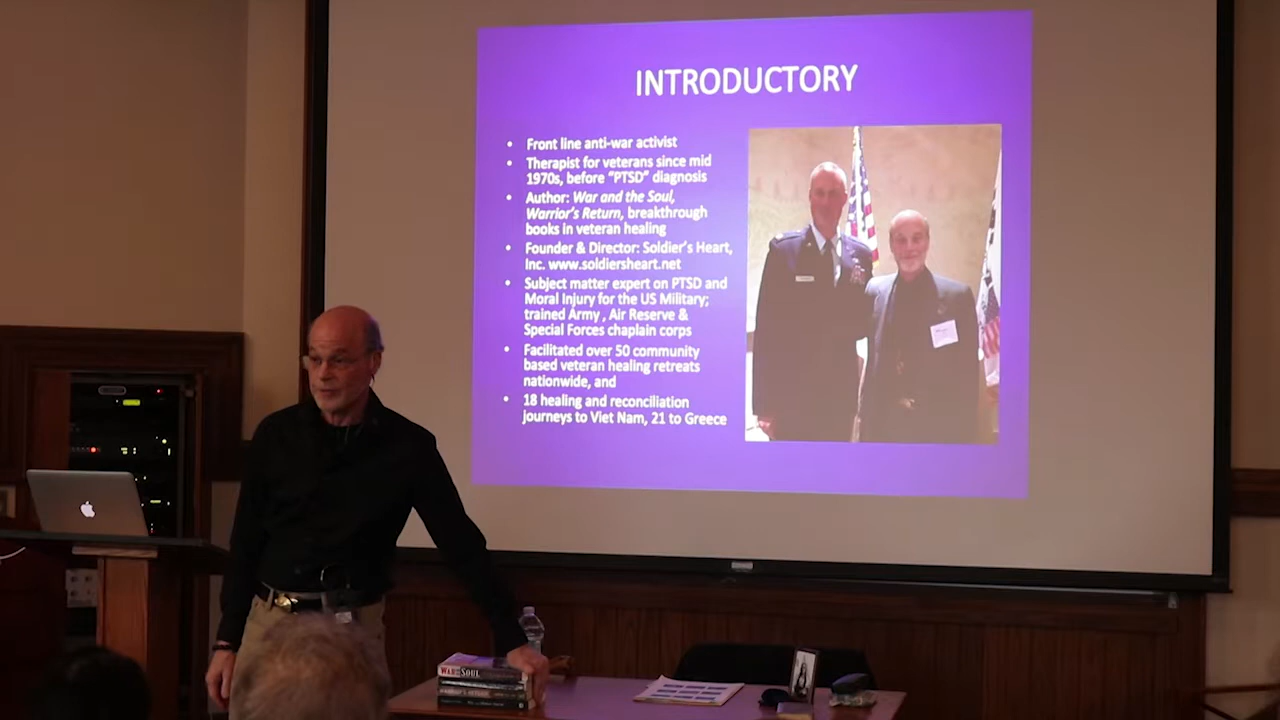 INTRODUCTORY
• Front line anti-war activist
• Therapist for veterans since mid
1970s, before “PTSD” diagnosis
• Author: War and the Soul,
Warrior’s Return, breakthrough
books in veteran healing
• Founder & Director: Soldier’s Heart,
Inc. www.soldiersheart.net
• Subject matter expert on PTSD and
Moral Injury for the US Military;
trained Army , Air Reserve &
Special Forces chaplain corps
• Facilitated over 50 community
based veteran healing retreats
nationwide, and
• 18 healing and reconciliation
journeys to Viet Nam, 21 to Greece
WAR SOUL